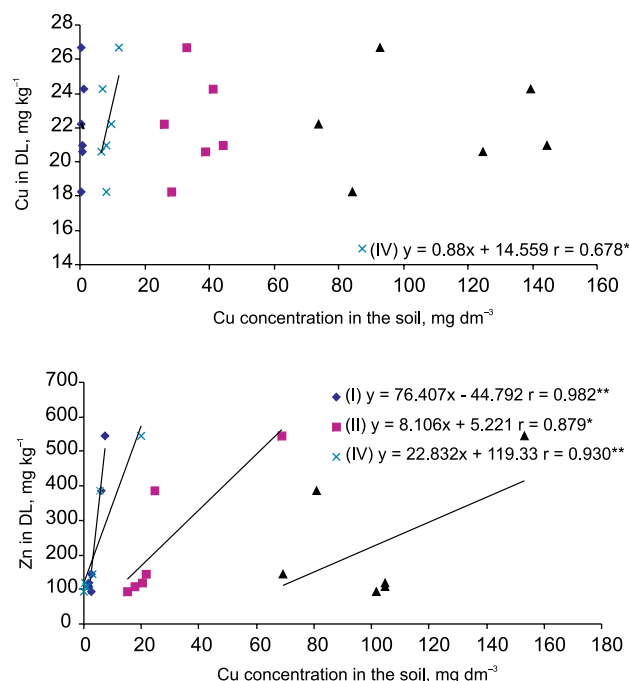 28
26
24
22
20
18
16
14
Cu in DL, mg kg⁻¹
(IV) y = 0.88x + 14.559 r = 0.678*
0 20 40 60 80 100 120 140 160
Cu concentration in the soil, mg dm⁻³
700
600
500
400
300
200
100
0
Zn in DL, mg kg⁻¹
(I) y = 76.407x - 44.792 r = 0.982**
(II) y = 8.106x + 5.221 r = 0.879*
(IV) y = 22.832x + 119.33 r = 0.930**
0 20 40 60 80 100 120 140 160 180
Cu concentration in the soil, mg dm⁻³